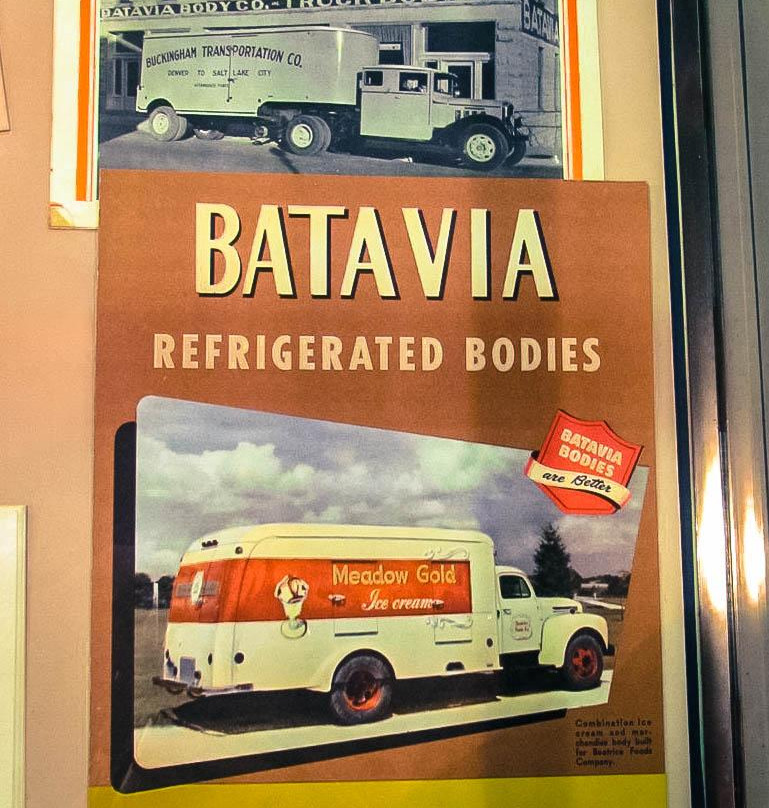 BATAVIA BODY CO. - TRUCK BOD
BATAVIA
BUCKINGHAM TRANSPORTATION CO.
DENVER TO SALT LAKE CITY
BATAVIA
REFRIGERATED BODIES
BATAVIA
BODIES
are Better
Meadow Gold
Ice cream
Combination ice
cream and mer-
chandise body built
for Beatrice Foods
Company.